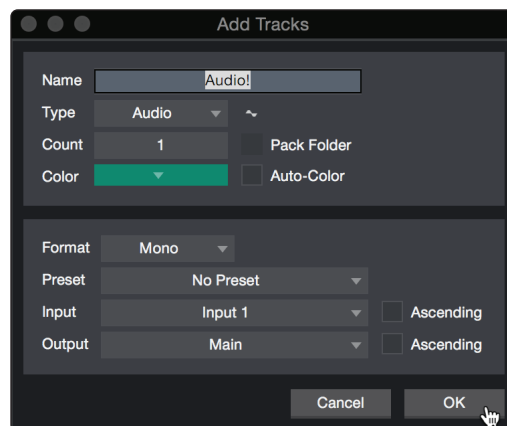 Add Tracks
Name Audio!
Type Audio
Count 1 Pack Folder
Color Auto-Color
Format Mono
Preset No Preset
Input Input 1 Ascending
Output Main Ascending
Cancel OK